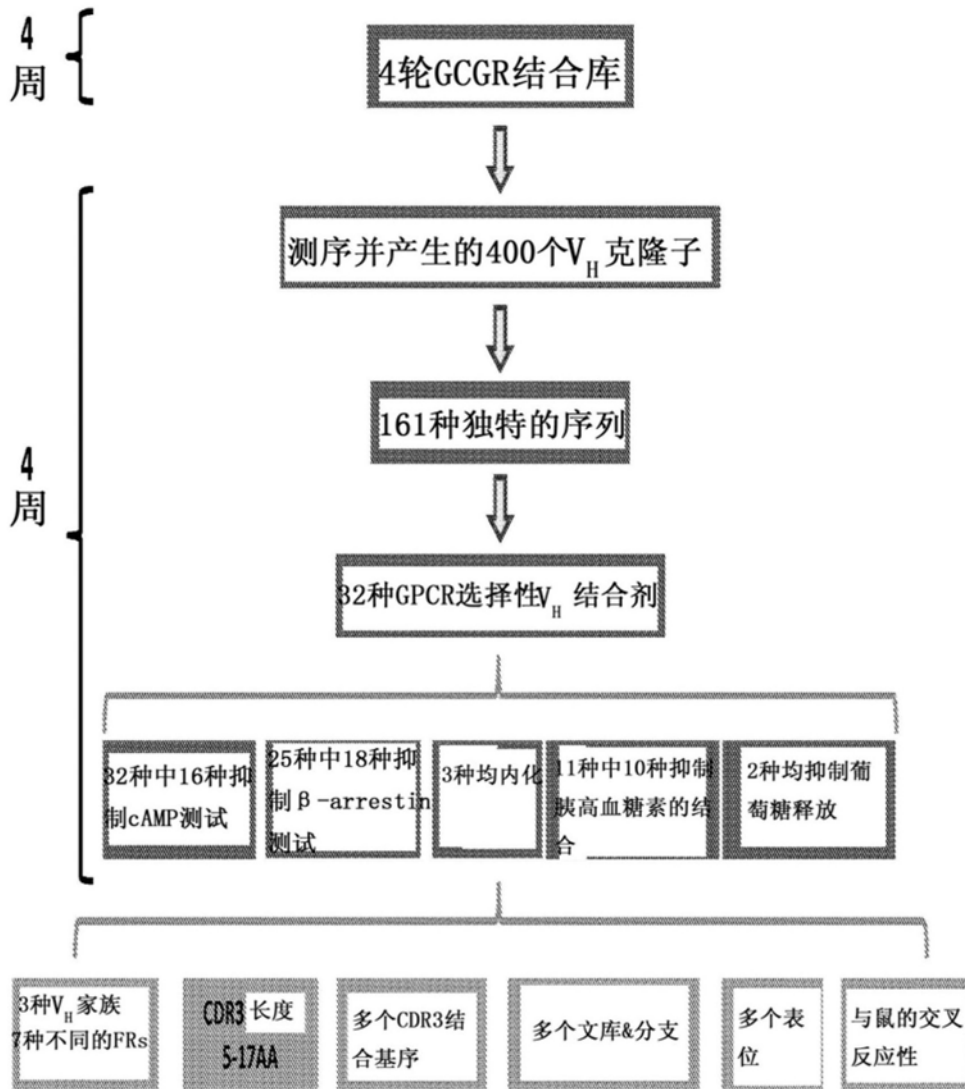 4
周
4轮GCGR结合库
测序并产生的400个VH克隆子
161种独特的序列
4
周
32种GPCR选择性VH 结合剂
32种中16种抑
制cAMP测试
25种中18种抑
制β-arrestin
测试
3种均内化
11种中10种抑制
胰高血糖素的结
合
2种均抑制葡
萄糖释放
3种VH家族
7种不同的FRs
CDR3 长度
5-17AA
多个CDR3结
合基序
多个文库&分支
多个表
位
与鼠的交叉
反应性